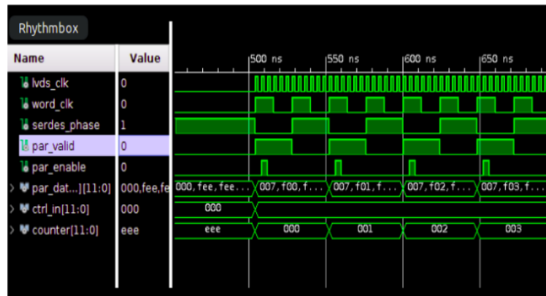 Rhythmbox
Name Value 500 ns 550 ns 600 ns 650 ns
lvds_clk 0
word_clk 0
serdes_phase 1
par_valid 0
par_enable 0
par_dat...][11:0] 000,fee,fe 000, fee, fee... 007, f00, f... 007, f01, f... 007, f02, f... 007, f03, f...
ctrl_in[11:0] 000 000
counter[11:0] eee eee 000 001 002 003